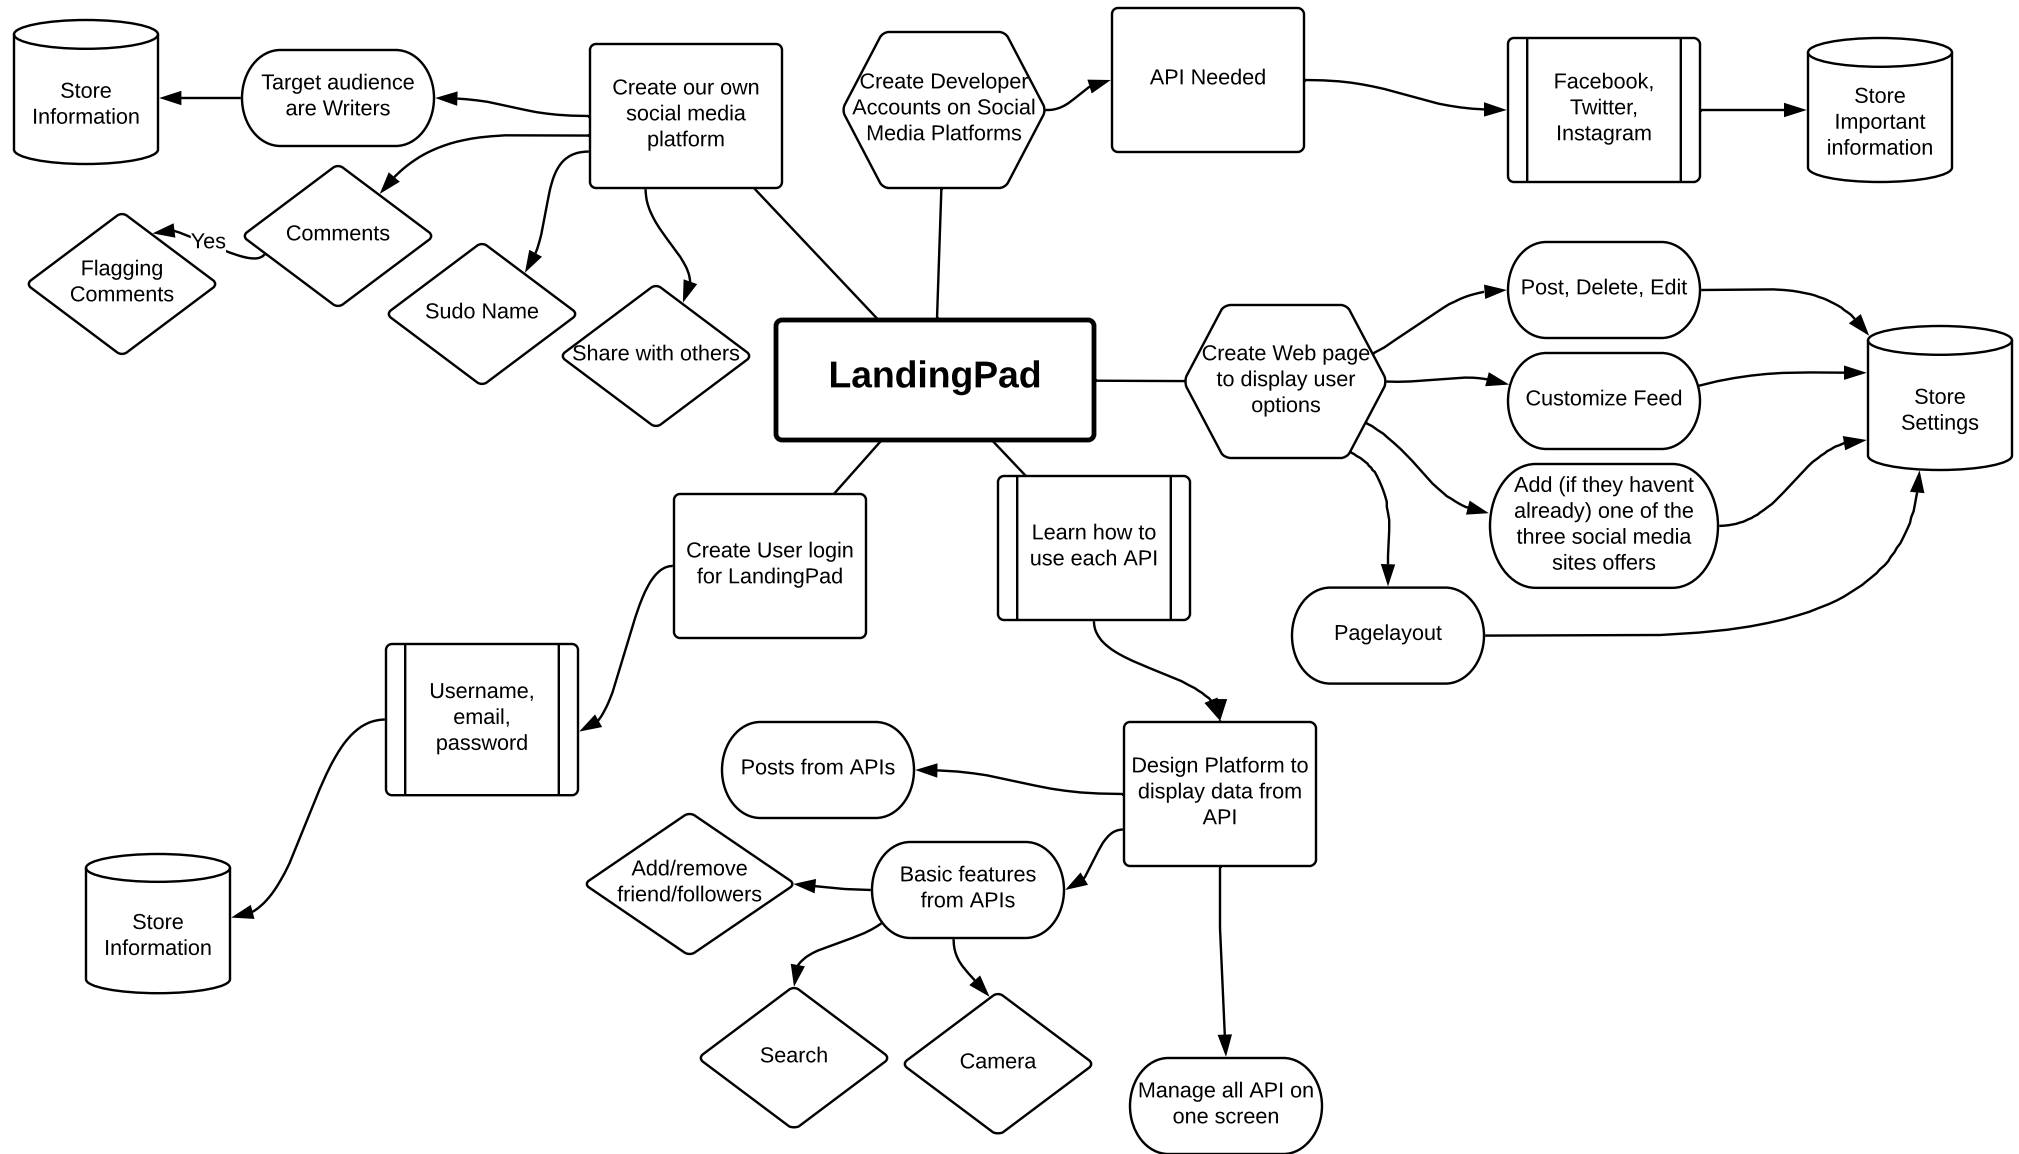 Store
Information
Target audience
are Writers
Create our own
social media
platform
Create Developer
Accounts on Social
Media Platforms
API Needed
Facebook,
Twitter,
Instagram
Store
Important
information
Flagging
Comments
Yes
Comments
Sudo Name
Share with others
LandingPad
Create Web page
to display user
options
Post, Delete, Edit
Customize Feed
Add (if they havent
already) one of the
three social media
sites offers
Store
Settings
Pagelayout
Create User login
for LandingPad
Learn how to
use each API
Username,
email,
password
Store
Information
Posts from APIs
Design Platform to
display data from
API
Add/remove
friend/followers
Basic features
from APIs
Search
Camera
Manage all API on
one screen